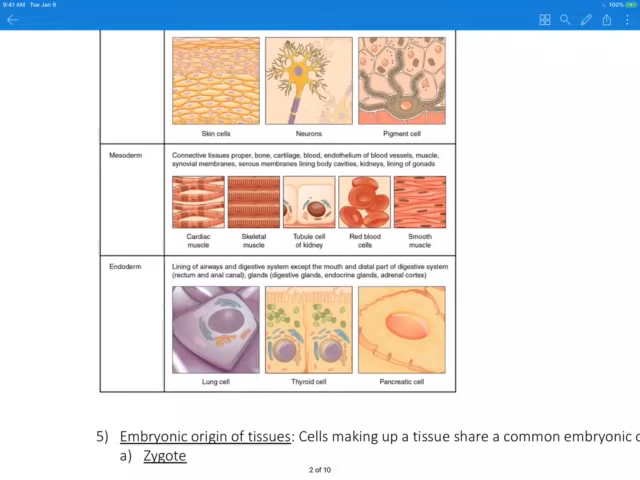 9:41 AM Tue Jan 9
100%
Skin cells
Neurons
Pigment cell
Mesoderm
Connective tissues proper, bone, cartilage, blood, endothelium of blood vessels, muscle,
synovial membranes, serous membranes lining body cavities, kidneys, lining of gonads
Cardiac
muscle
Skeletal
muscle
Tubule cell
of kidney
Red blood
cells
Smooth
muscle
Endoderm
Lining of airways and digestive system except the mouth and distal part of digestive system
(rectum and anal canal); glands (digestive glands, endocrine glands, adrenal cortex)
Lung cell
Thyroid cell
Pancreatic cell
5) Embryonic origin of tissues: Cells making up a tissue share a common embryonic
a) Zygote
2 of 10